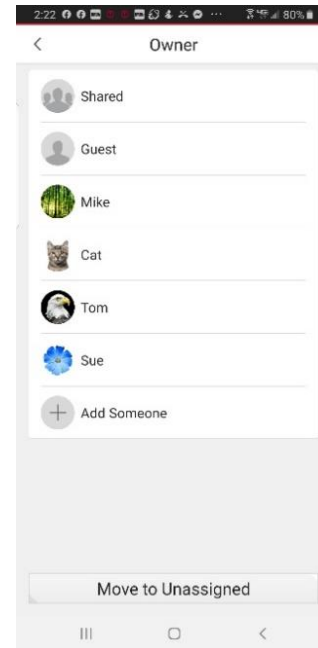 2:22 80%
Owner
Shared
Guest
Mike
Cat
Tom
Sue
Add Someone
Move to Unassigned